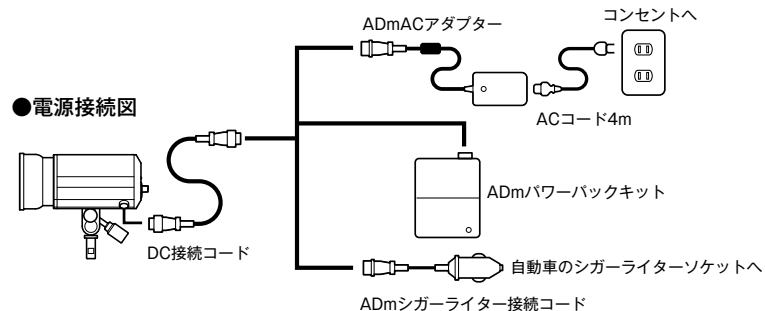 コンセントへ
ADmACアダプター
●電源接続図
ACコード4m
ADmパワーパックキット
DC接続コード
自動車のシガーライターソケットへ
ADmシガーライター接続コード